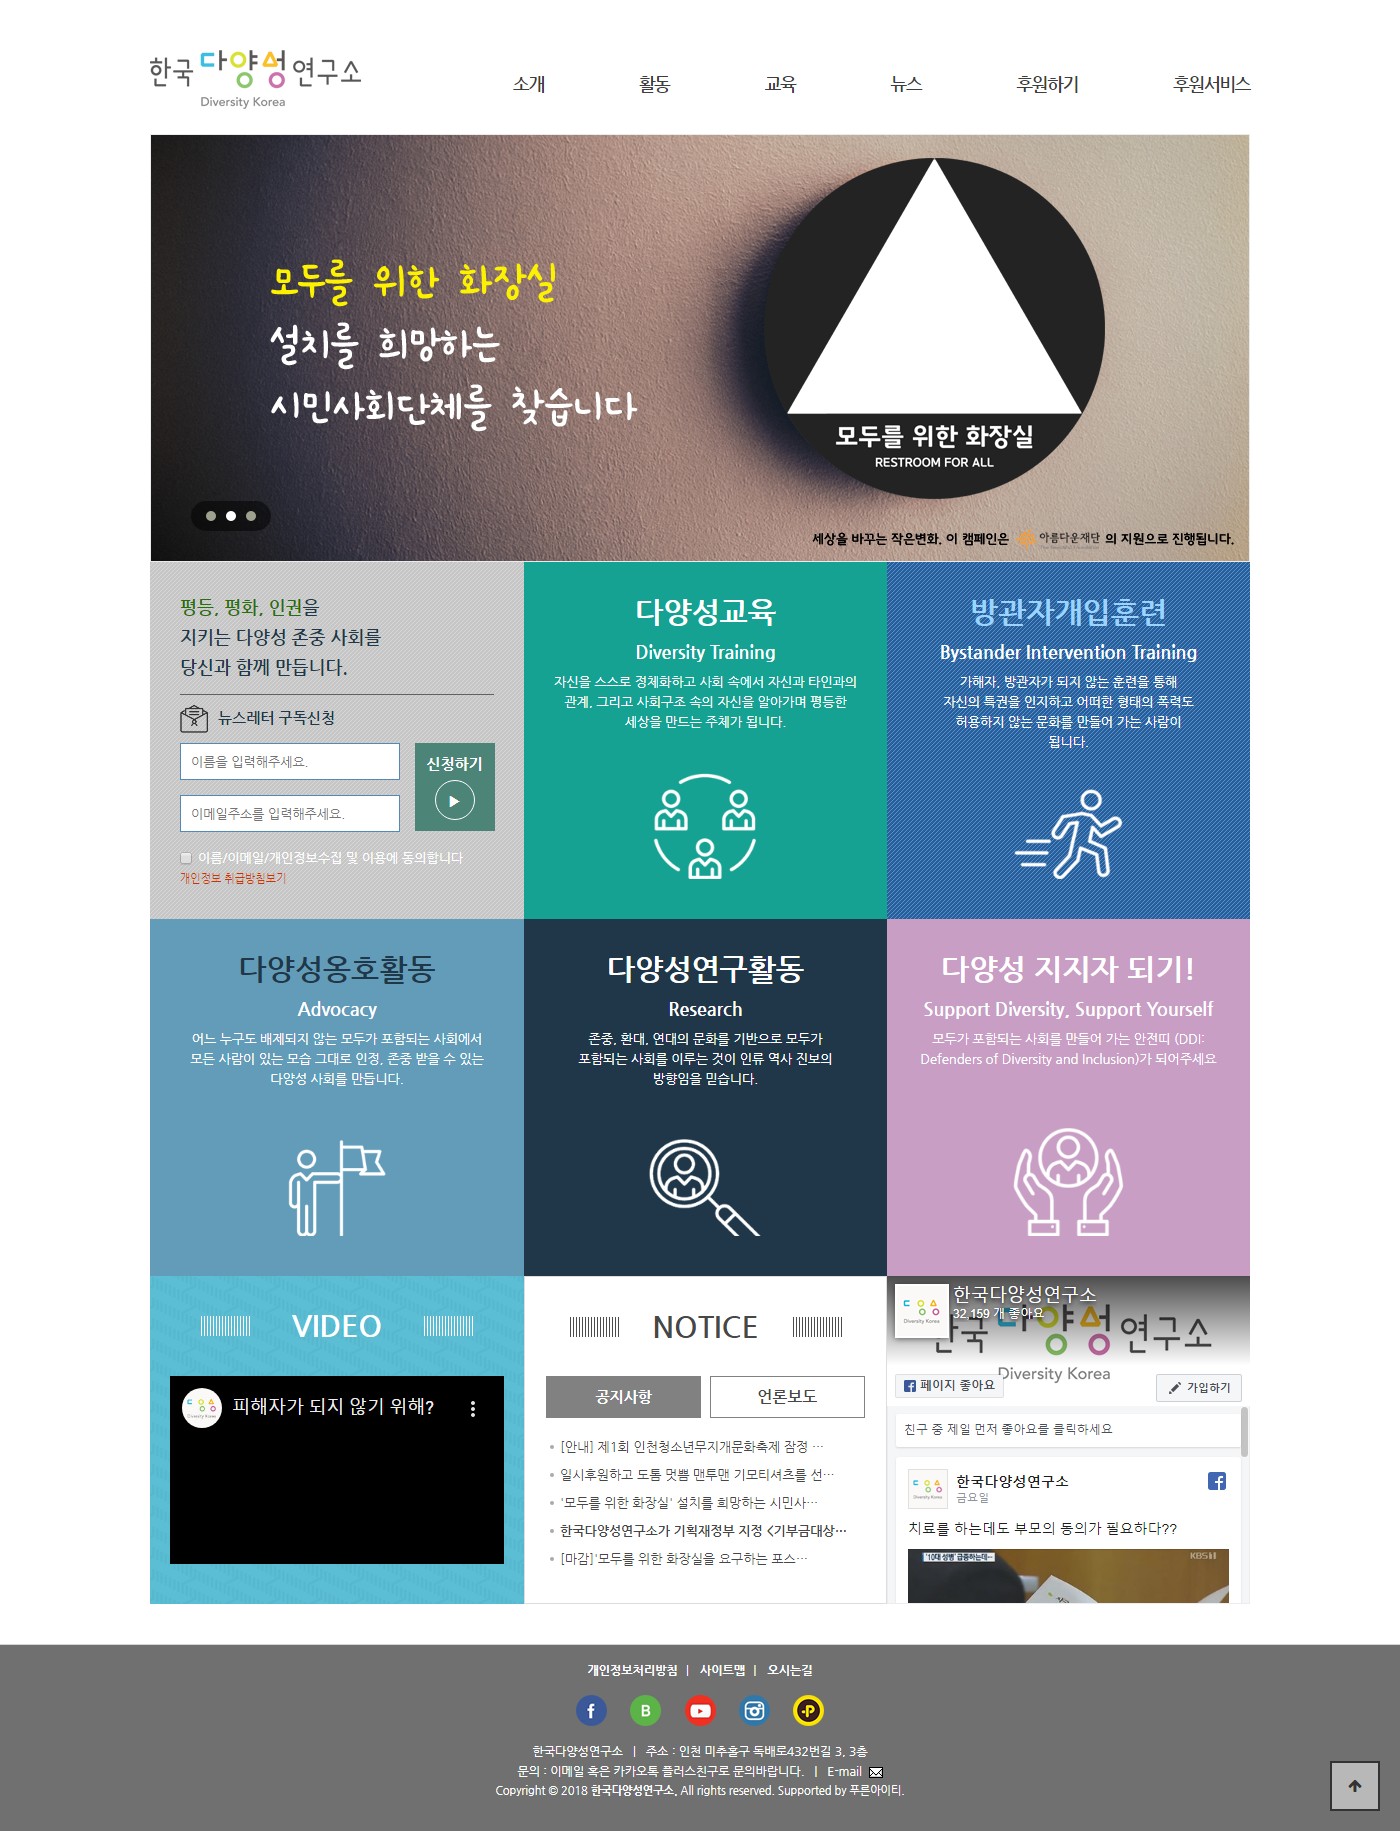 한국다양성연구소
Diversity Korea
소개
활동
교육
뉴스
후원하기
후원서비스
모두를 위한 화장실
설치를 희망하는
시민사회단체를 찾습니다
모두를 위한 화장실
RESTROOM FOR ALL
세상을 바꾸는 작은변화. 이 캠페인은 아름다운재단 의 지원으로 진행됩니다.
평등, 평화, 인권을
지키는 다양성 존중 사회를
당신과 함께 만듭니다.
뉴스레터 구독신청
이름을 입력해주세요.
신청하기
이메일주소를 입력해주세요.
이름/이메일/개인정보수집 및 이용에 동의합니다
개인정보 취급방침보기
다양성교육
Diversity Training
자신을 스스로 정체화하고 사회 속에서 자신과 타인과의
관계, 그리고 사회구조 속의 자신을 알아가며 평등한
세상을 만드는 주체가 됩니다.
방관자개입훈련
Bystander Intervention Training
가해자, 방관자가 되지 않는 훈련을 통해
자신의 특권을 인지하고 어떠한 형태의 폭력도
허용하지 않는 문화를 만들어 가는 사람이
됩니다.
다양성옹호활동
Advocacy
어느 누구도 배제되지 않는 모두가 포함되는 사회에서
모든 사람이 있는 모습 그대로 인정, 존중 받을 수 있는
다양성 사회를 만듭니다.
다양성연구활동
Research
존중, 환대, 연대의 문화를 기반으로 모두가
포함되는 사회를 이루는 것이 인류 역사 진보의
방향임을 믿습니다.
다양성 지지자 되기!
Support Diversity, Support Yourself
모두가 포함되는 사회를 만들어 가는 안전띠 (DDI:
Defenders of Diversity and Inclusion)가 되어주세요
VIDEO
피해자가 되지 않기 위해?
NOTICE
공지사항
언론보도
[안내] 제1회 인천청소년무지개문화축제 잠정 …
일시후원하고 도톰 멋쁨 맨투맨 기모티셔츠를 선…
'모두를 위한 화장실' 설치를 희망하는 시민사…
한국다양성연구소가 기획재정부 지정 <기부금대상…
[마감]'모두를 위한 화장실을 요구하는 포스…
한국다양성연구소
32,159 개 좋아요
한국다양성연구소
Diversity Korea
페이지 좋아요
가입하기
친구 중 제일 먼저 좋아요를 클릭하세요
한국다양성연구소
금요일
치료를 하는데도 부모의 동의가 필요하다??
'10대 성병' 급증하는데…
KBS
개인정보처리방침 | 사이트맵 | 오시는길
한국다양성연구소 | 주소 : 인천 미추홀구 독배로432번길 3, 3층
문의 : 이메일 혹은 카카오톡 플러스친구로 문의바랍니다. | E-mail
Copyright © 2018 한국다양성연구소, All rights reserved. Supported by 푸른아이티.